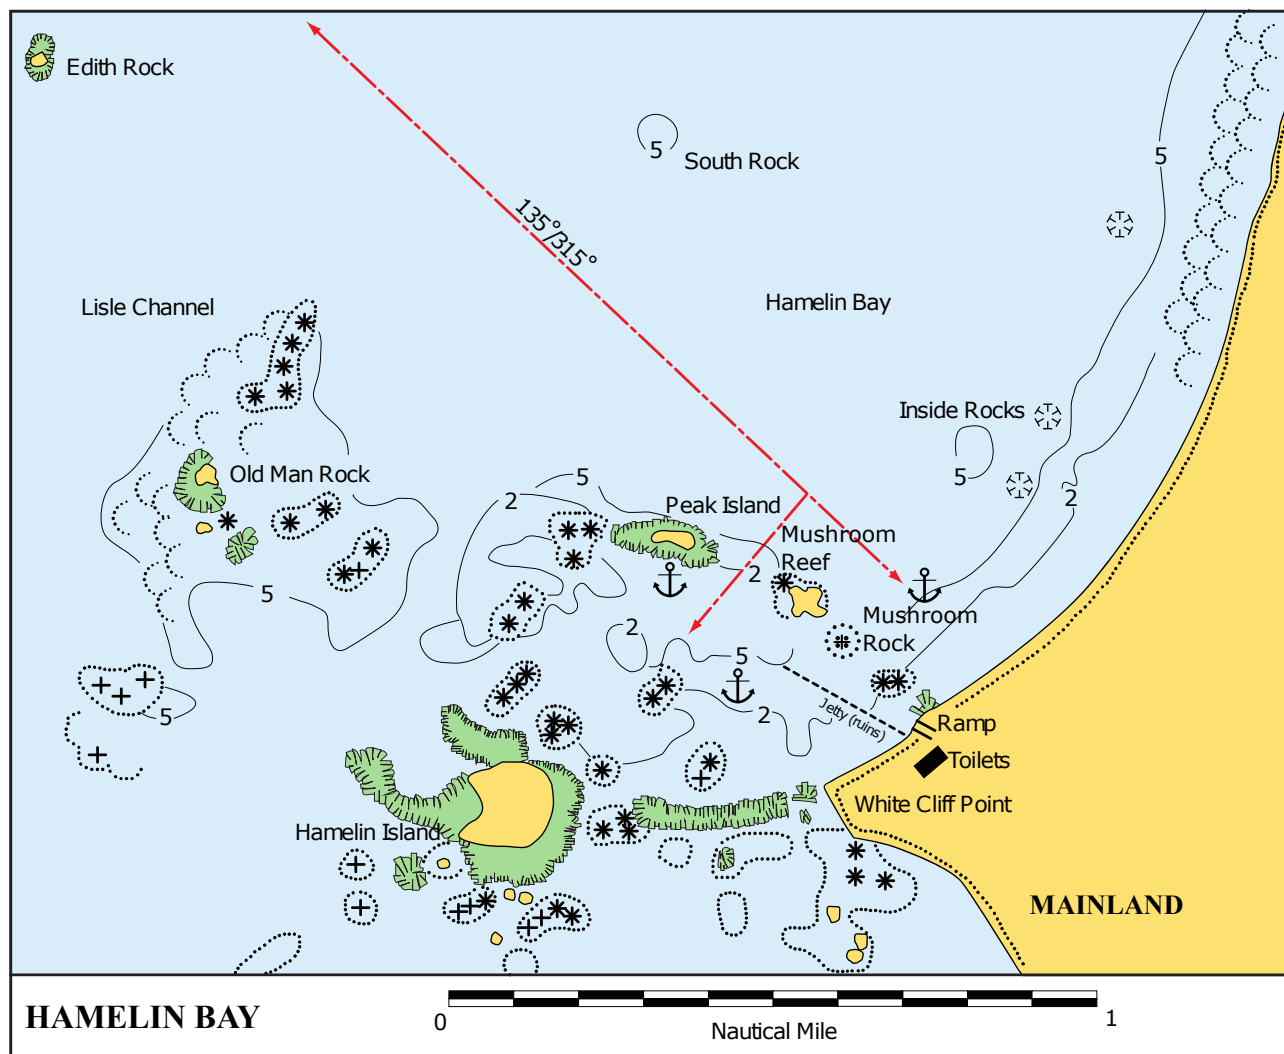 Edith Rock
5
South Rock
5
135°/315°
Lisle Channel
Hamelin Bay
Inside Rocks
5
2
Old Man Rock
5
2
Peak Island
Mushroom
Reef
2
5
Mushroom
Rock
2
5
5
2
Jetty (ruins)
Ramp
Toilets
White Cliff Point
Hamelin Island
MAINLAND
HAMELIN BAY
0
1
Nautical Mile